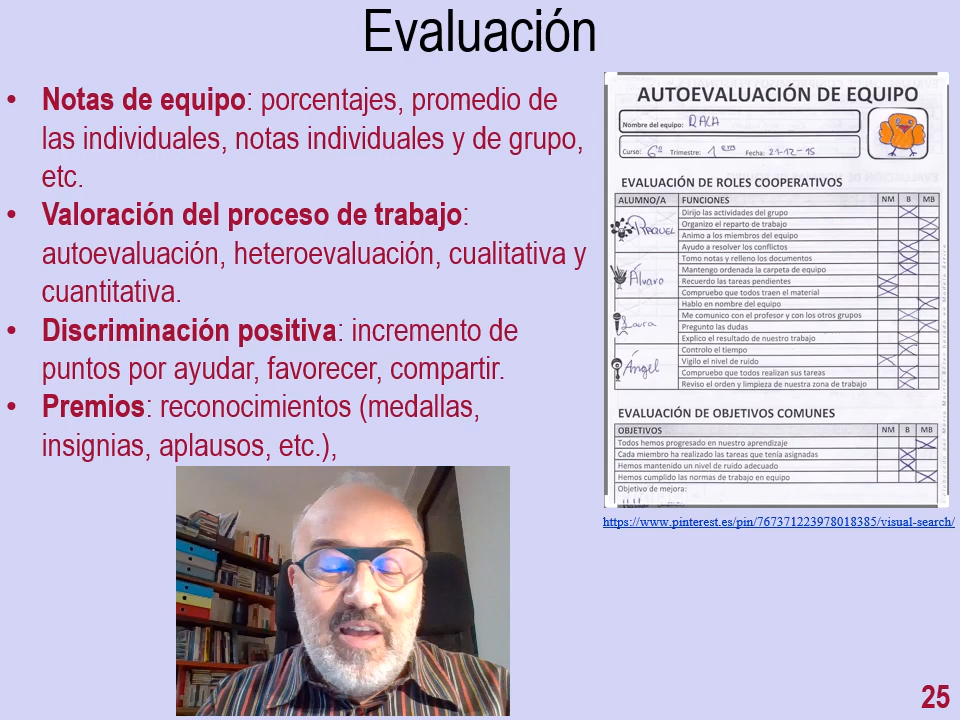 Evaluación
• Notas de equipo: porcentajes, promedio de
las individuales, notas individuales y de grupo,
etc.
• Valoración del proceso de trabajo:
autoevaluación, heteroevaluación, cualitativa y
cuantitativa.
• Discriminación positiva: incremento de
puntos por ayudar, favorecer, compartir.
• Premios: reconocimientos (medallas,
insignias, aplausos, etc.),
AUTOEVALUACIÓN DE EQUIPO
Nombre del equipo:
Curso: 6º Trimestre: 1 Fecha: 21-12-15
EVALUACIÓN DE ROLES COOPERATIVOS
ALUMNO/A FUNCIONES NM B MB
Dirijo las actividades del grupo
Organizo el reparto de trabajo
RAQUEL
Animo a los miembros del equipo
Ayudo a resolver los conflictos
Tomo notas y relleno los documentos
Mantengo ordenada la carpeta de equipo
Álvaro
Recuerdo las tareas pendientes
Compruebo que todos traen el material
Hablo en nombre del equipo
Me comunico con el profesor y con los otros grupos
Laura
Pregunto las dudas
Explico el resultado de nuestro trabajo
Controlo el tiempo
Vigilo el nivel de ruido
Ángel
Compruebo que todos realizan sus tareas
Reviso el orden y limpieza de nuestra zona de trabajo
EVALUACIÓN DE OBJETIVOS COMUNES
OBJETIVOS NM B MB
Todos hemos progresado en nuestro aprendizaje
Cada miembro ha realizado las tareas que tenía asignadas
Hemos mantenido un nivel de ruido adecuado
Hemos cumplido las normas de trabajo en equipo
Objetivo de mejora:
https://www.pinterest.es/pin/767371223978018385/visual-search/
25